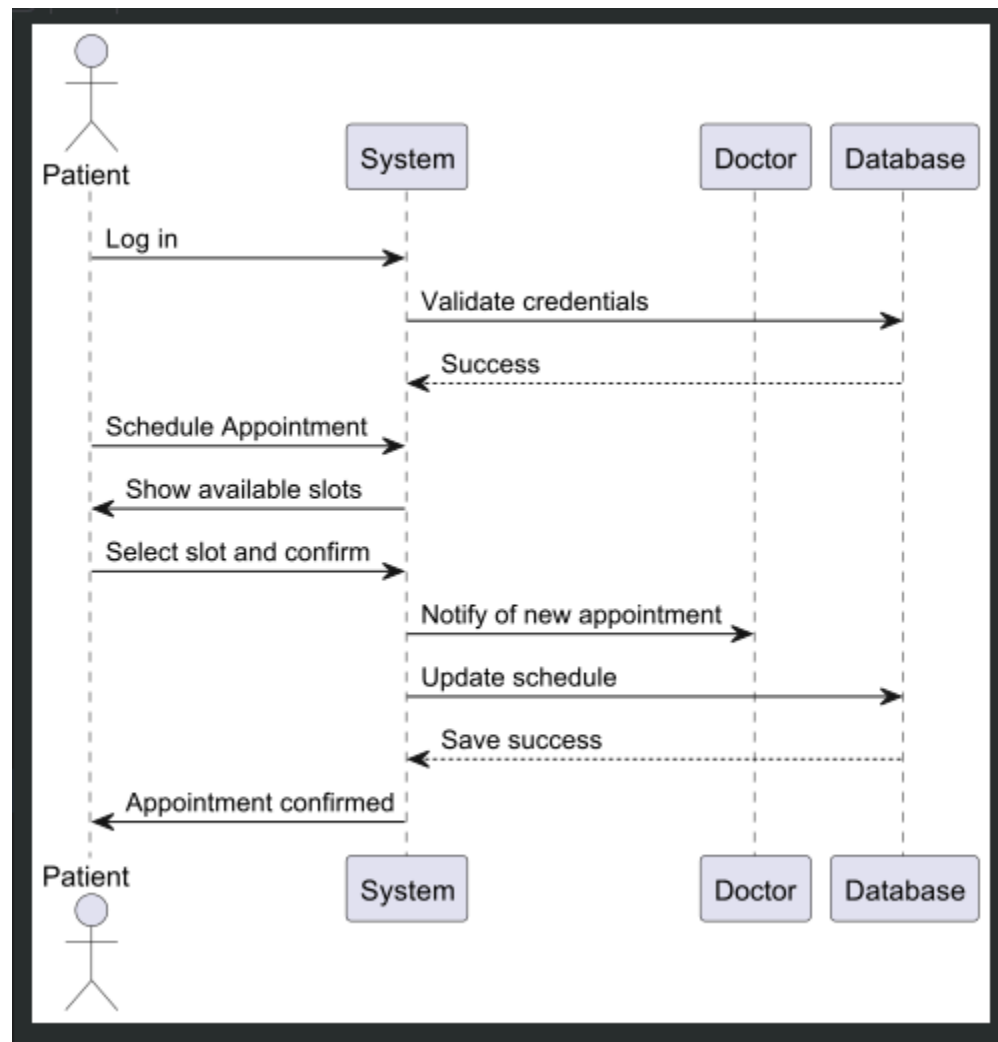 Patient
System
Doctor
Database
Log in
Validate credentials
Success
Schedule Appointment
Show available slots
Select slot and confirm
Notify of new appointment
Update schedule
Save success
Appointment confirmed
Patient
System
Doctor
Database